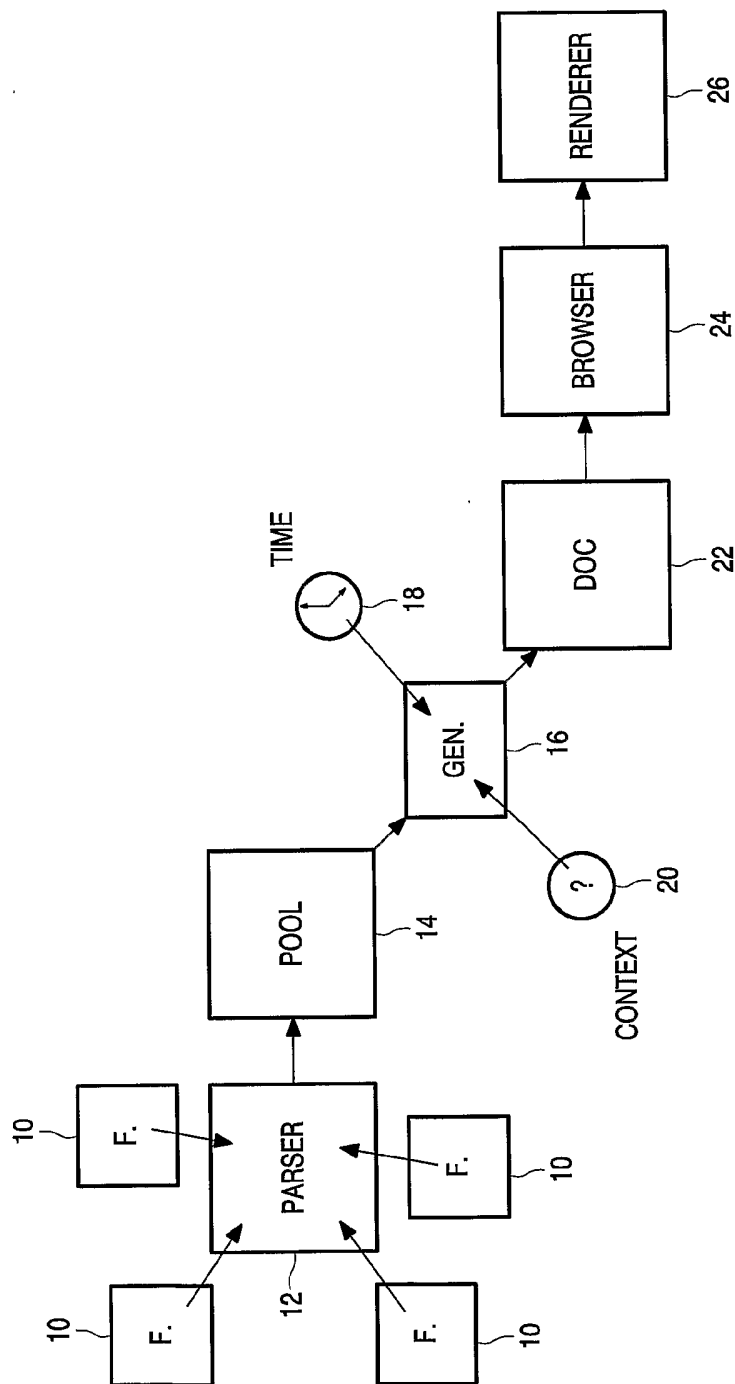 10
F.
10
F.
10
F.
10
F.
PARSER
12
POOL
14
TIME
18
GEN.
16
?
20
CONTEXT
DOC
22
BROWSER
24
RENDERER
26